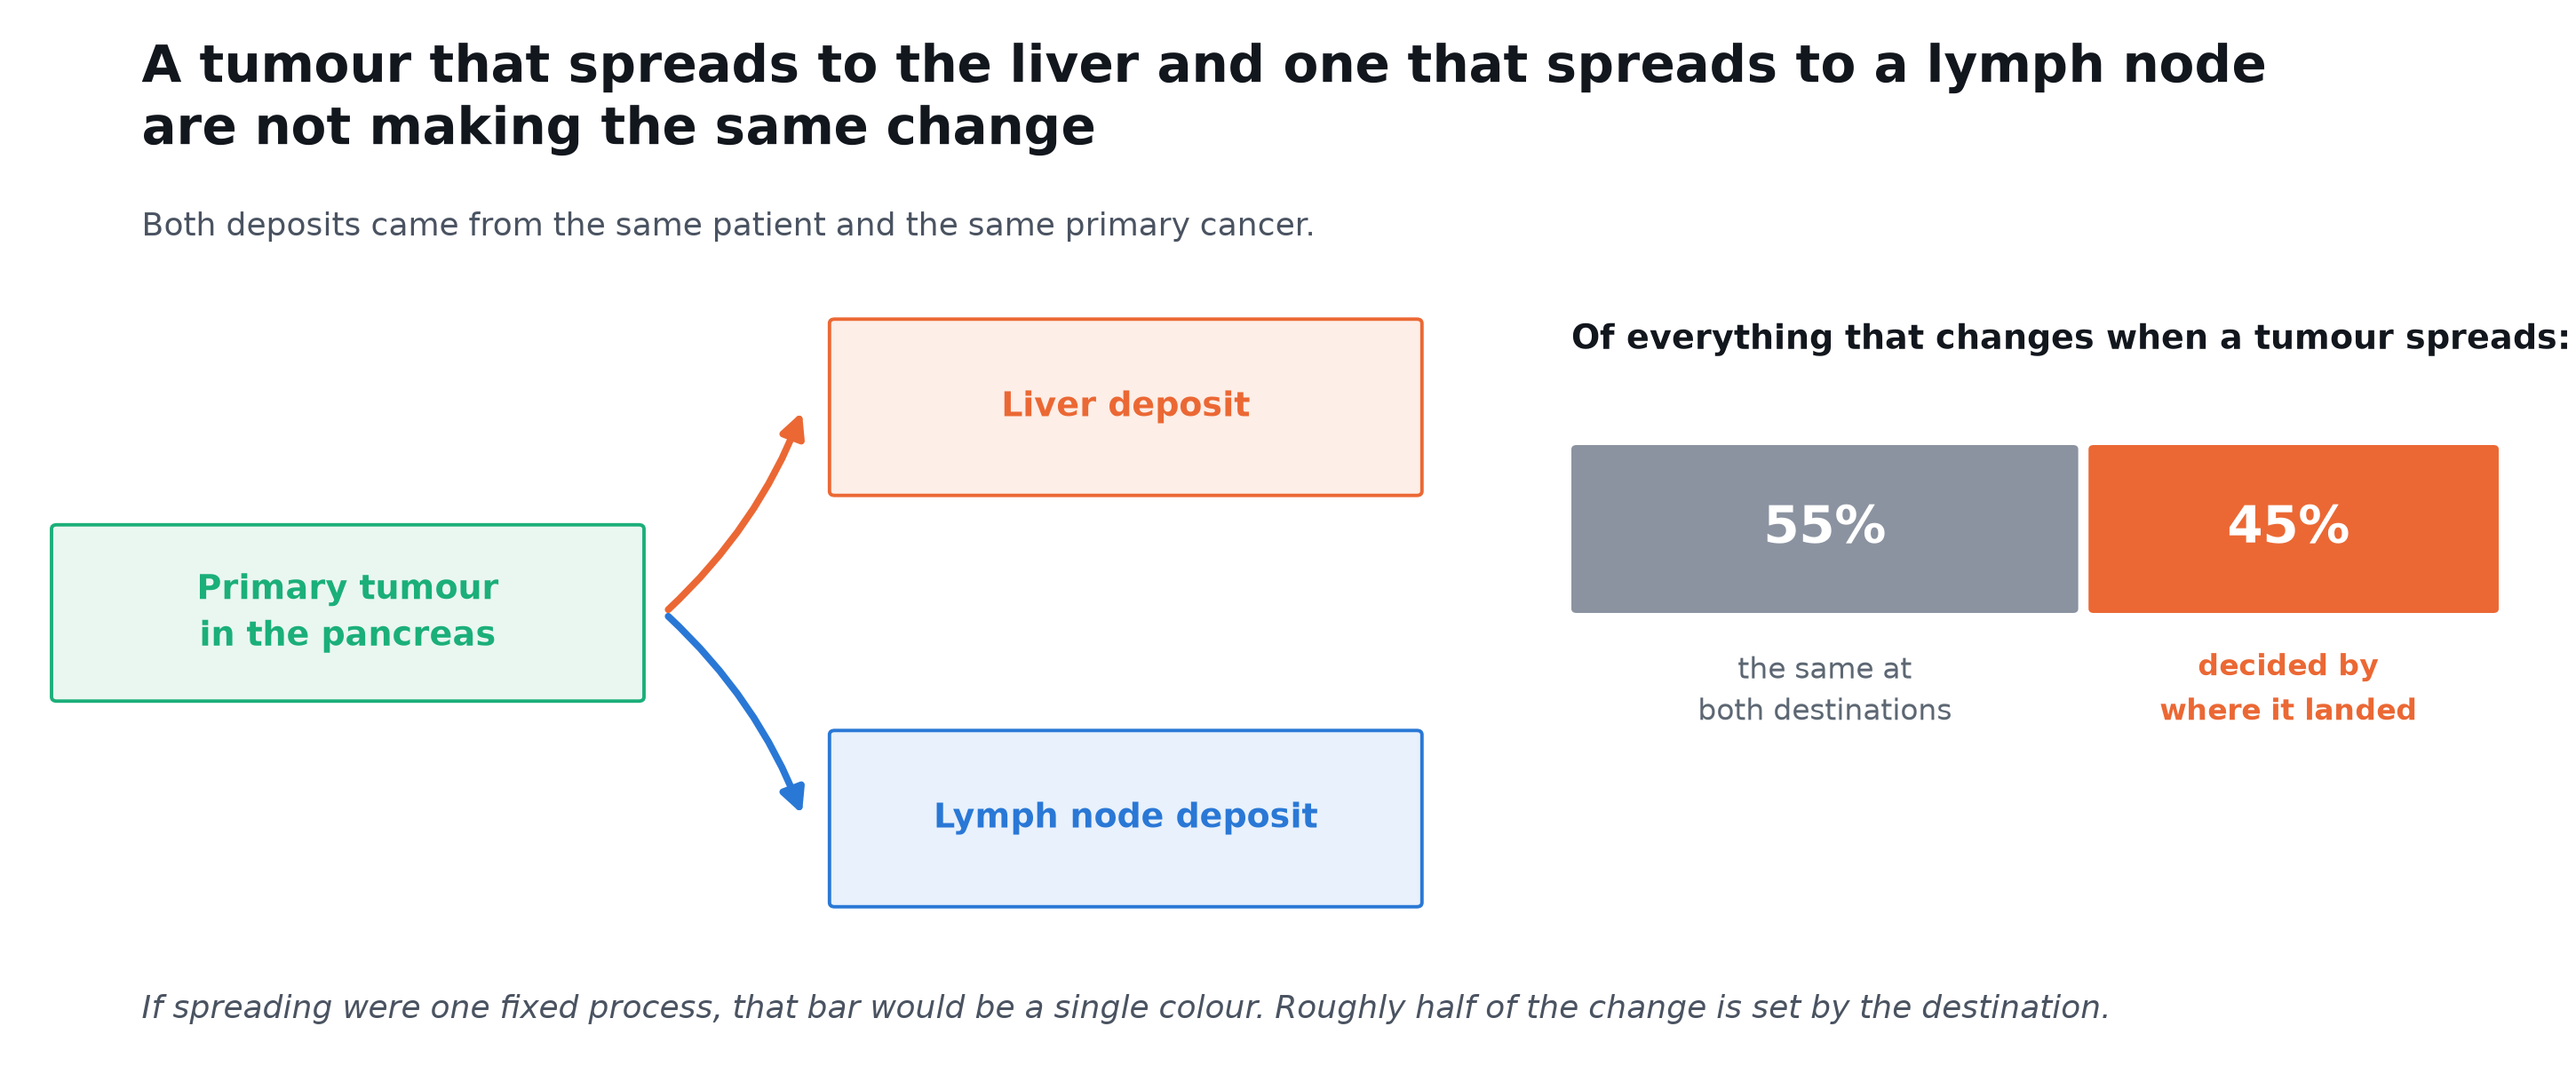 A tumour that spreads to the liver and one that spreads to a lymph node
are not making the same change
Both deposits came from the same patient and the same primary cancer.
Liver deposit
Primary tumour
in the pancreas
Lymph node deposit
Of everything that changes when a tumour spreads:
55%
45%
the same at
both destinations
decided by
where it landed
If spreading were one fixed process, that bar would be a single colour. Roughly half of the change is set by the destination.